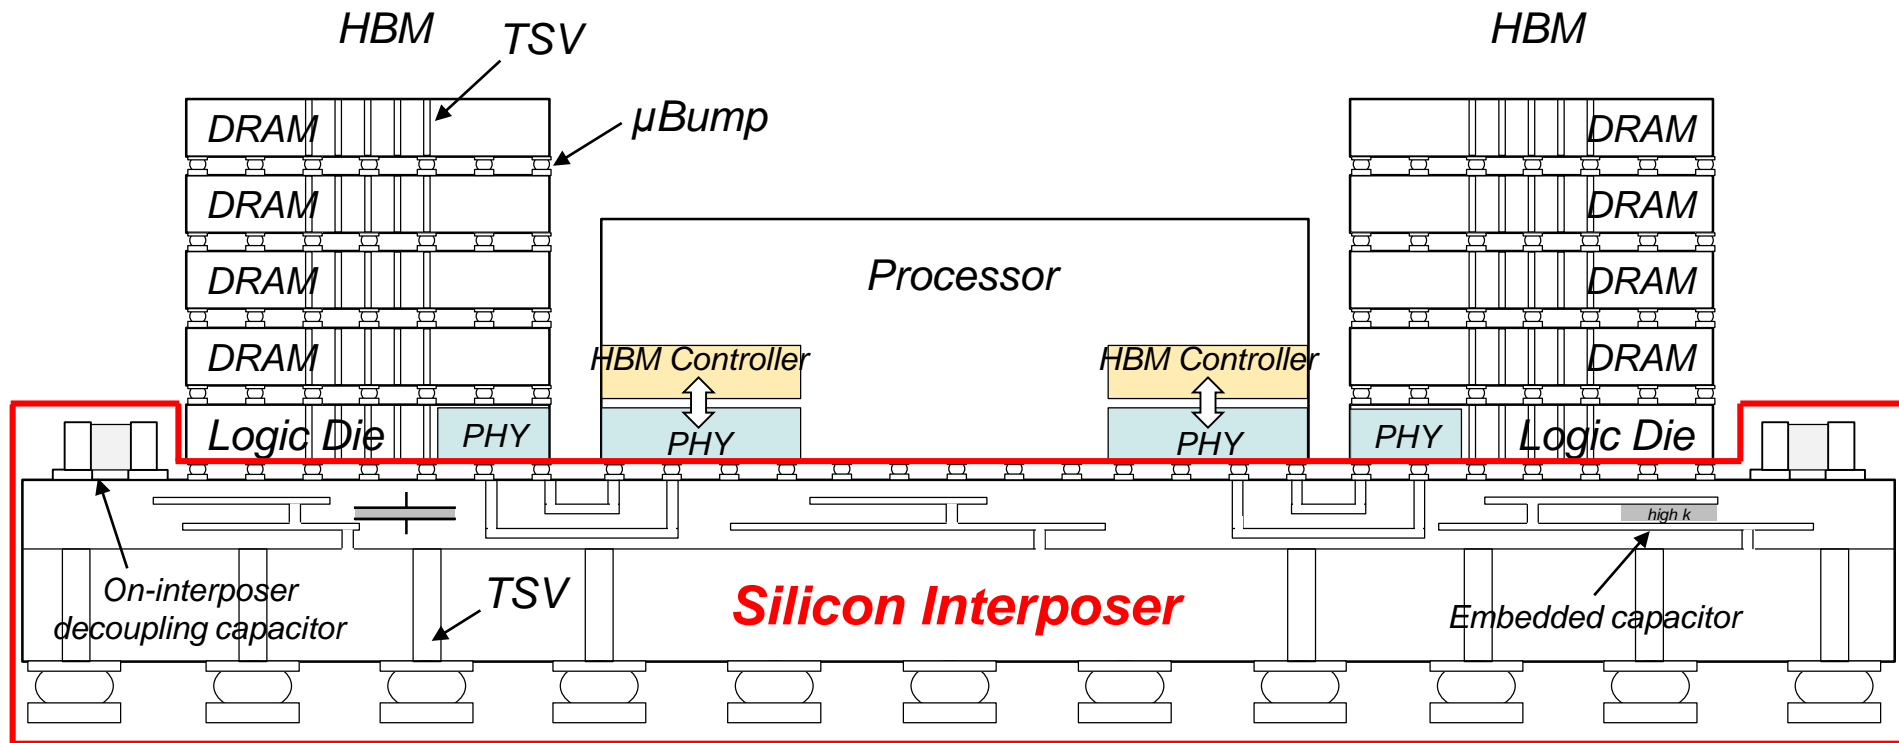 HBM
TSV
HBM
µBump
DRAM
DRAM
DRAM
DRAM
DRAM
DRAM
Processor
DRAM
DRAM
HBM Controller
HBM Controller
Logic Die
PHY
PHY
PHY
PHY
Logic Die
high k
On-interposer
decoupling capacitor
TSV
Silicon Interposer
Embedded capacitor